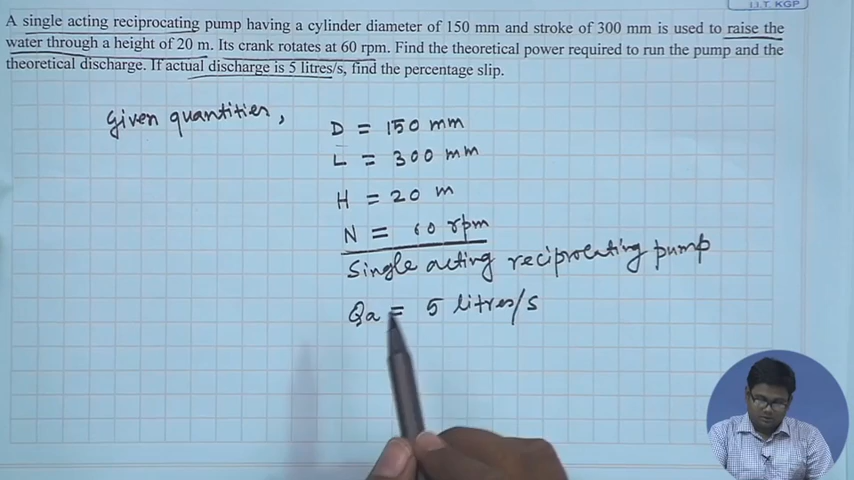 I.I.T. KGP
A single acting reciprocating pump having a cylinder diameter of 150 mm and stroke of 300 mm is used to raise the
water through a height of 20 m. Its crank rotates at 60 rpm. Find the theoretical power required to run the pump and the
theoretical discharge. If actual discharge is 5 litres/s, find the percentage slip.
Given quantities,
D = 150 mm
L = 300 mm
H = 20 m
N = 60 rpm
Single acting reciprocating pump
Qa = 5 litres/s